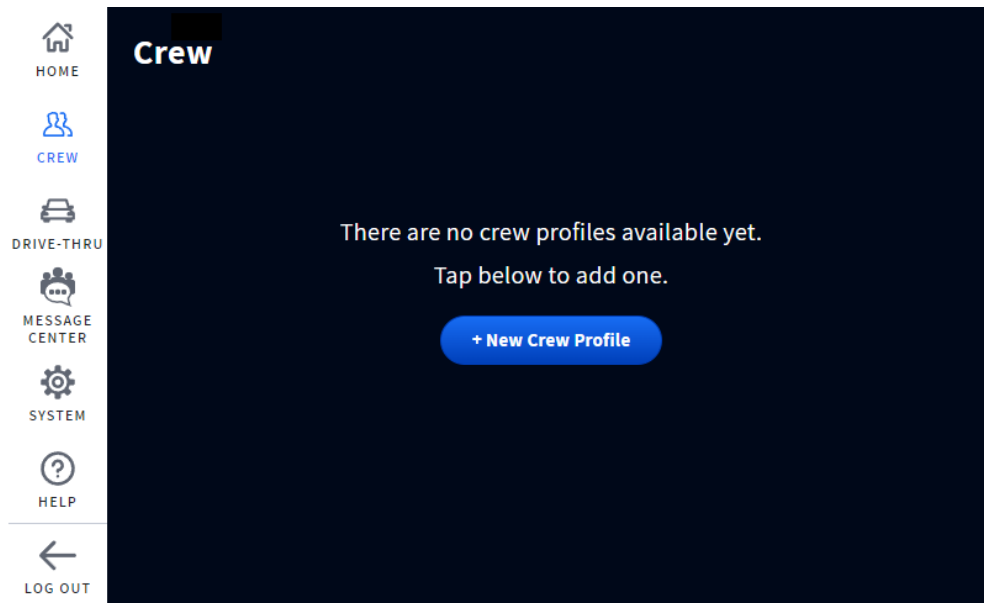 HOME
CREW
DRIVE-THRU
MESSAGE
CENTER
SYSTEM
HELP
LOG OUT
Crew
There are no crew profiles available yet.
Tap below to add one.
+ New Crew Profile